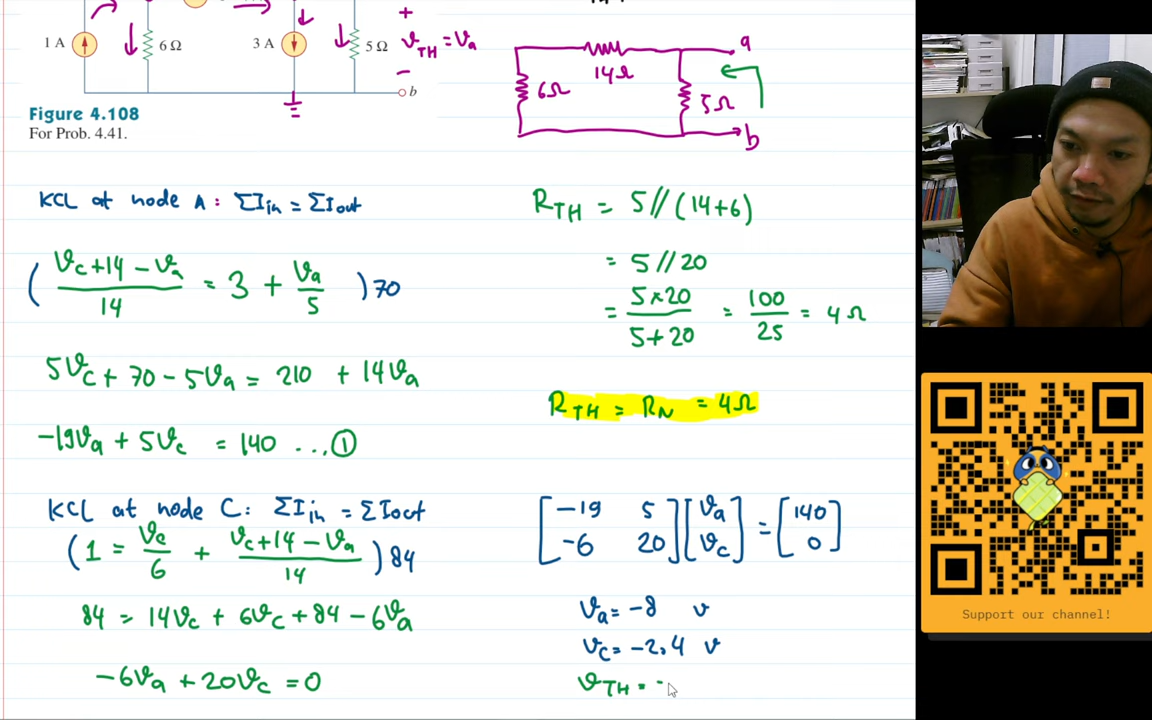 1 A
6 Ω
3 A
5 Ω
+
v_TH = v_a
−
b
Figure 4.108
For Prob. 4.41.
14Ω
a
6Ω
5Ω
b
KCL at node A: ΣI_in = ΣI_out
( (v_c+14 − v_a)/14 = 3 + v_a/5 ) 70
5v_c + 70 − 5v_a = 210 + 14v_a
−19v_a + 5v_c = 140 ...①
KCL at node C: ΣI_in = ΣI_out
( 1 = v_c/6 + (v_c+14 − v_a)/14 ) 84
84 = 14v_c + 6v_c + 84 − 6v_a
−6v_a + 20v_c = 0
R_TH = 5 // (14+6)
= 5 // 20
= (5×20)/(5+20) = 100/25 = 4Ω
R_TH = R_N = 4Ω
[−19 5] [v_a] = [140]
[−6 20] [v_c] = [0]
v_a = −8 v
v_c = −2.4 v
v_TH = -
Support our channel!